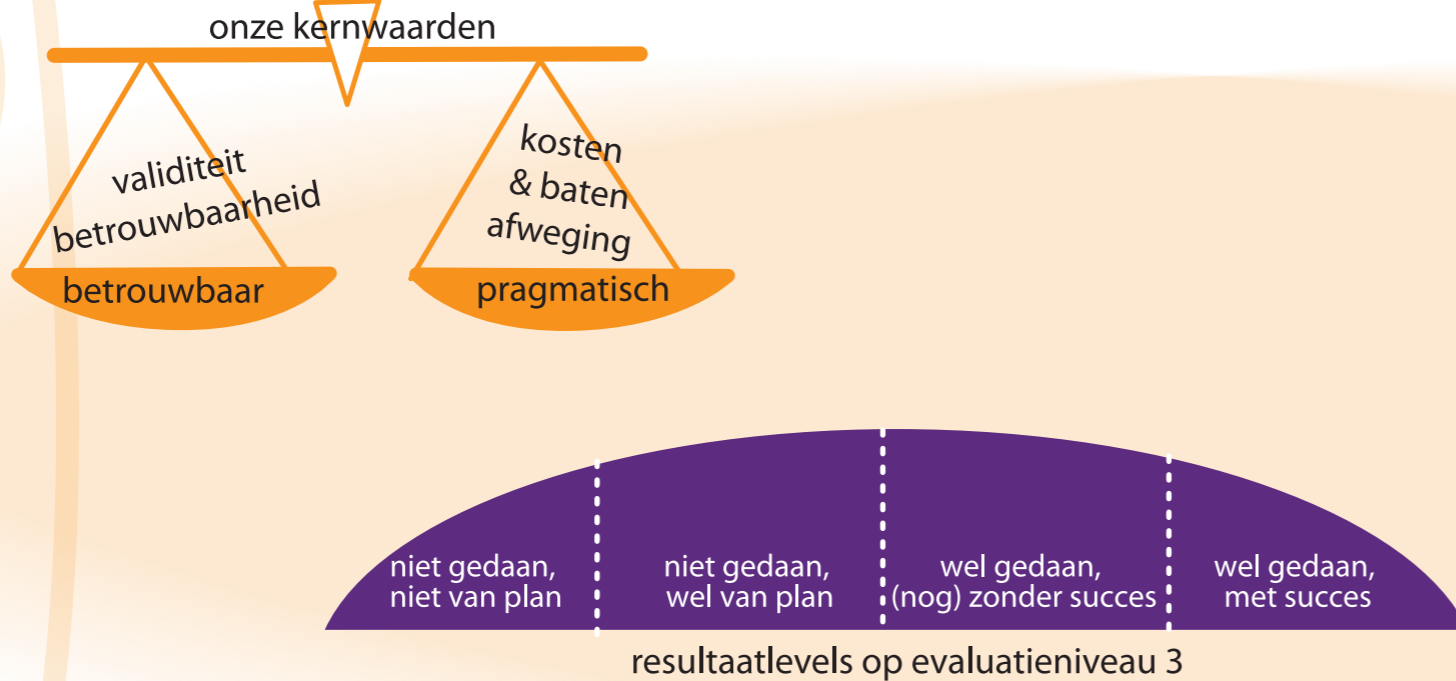 onze kernwaarden
validiteit
betrouwbaarheid
betrouwbaar
kosten
& baten
afweging
pragmatisch
niet gedaan,
niet van plan
niet gedaan,
wel van plan
wel gedaan,
(nog) zonder succes
wel gedaan,
met succes
resultaatlevels op evaluatieniveau 3